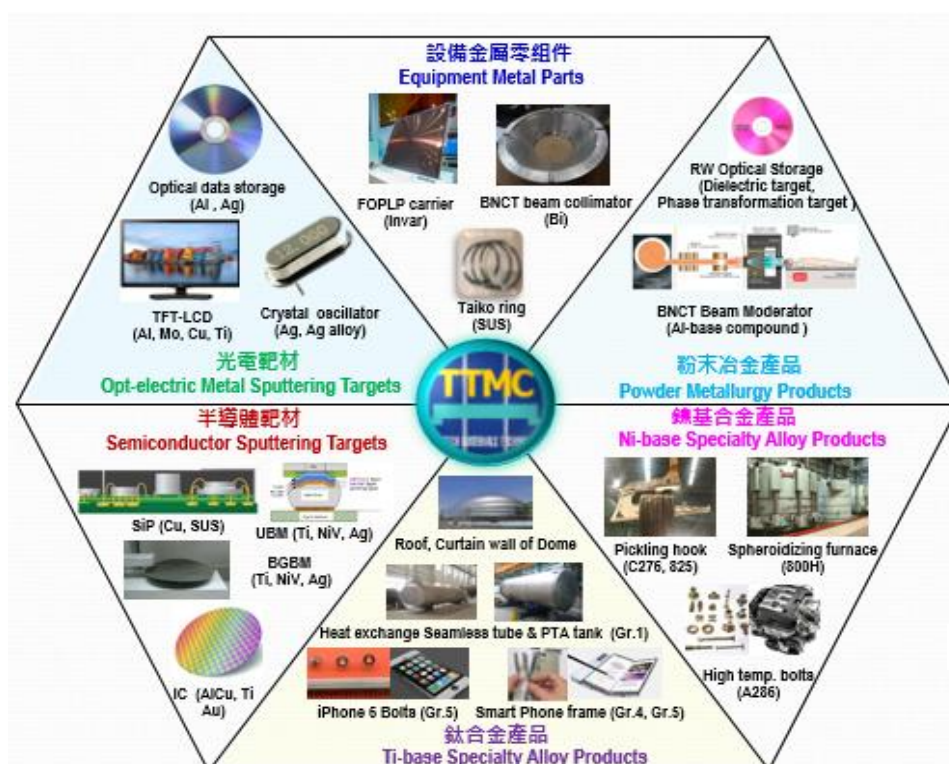 設備金屬零组件
Equipment Metal Parts
Optical data storage
(Al , Ag)
FOPLP carrier
(Invar)
BNCT beam collimator
(Bi)
RW Optical Storage
(Dielectric target,
Phase transformation target )
12,000
TFT-LCD
(Al, Mo, Cu, Ti)
Crystal oscillator
(Ag, Ag alloy)
Taiko ring
(SUS)
BNCT Beam Moderator
(Al-base compound )
光電靶材
Opt-electric Metal Sputtering Targets
粉末冶金產品
Powder Metallurgy Products
TTMC
半導體靶材
Semiconductor Sputtering Targets
鎳基合金產品
Ni-base Specialty Alloy Products
SiP (Cu, SUS)
UBM (Ti, NiV, Ag)
BGBM
(Ti, NiV, Ag)
IC (AlCu, Ti
Au)
Roof, Curtain wall of Dome
Heat exchange Seamless tube & PTA tank (Gr.1)
iPhone 6 Bolts (Gr.5)
Smart Phone frame (Gr.4, Gr.5)
Pickling hook
(C276, 825)
Spheroidizing furnace
(800H)
High temp. bolts
(A286)
鈦合金產品
Ti-base Specialty Alloy Products